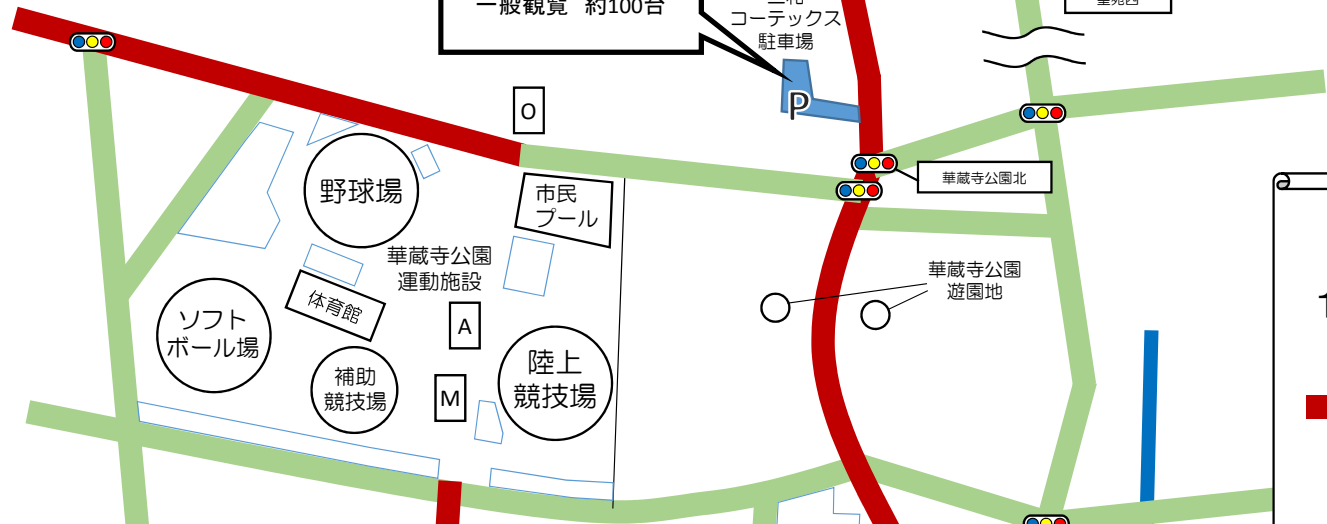 一般観覧 約100台
コーテックス
駐車場
P
O
華蔵寺公園北
野球場
市民
プール
華蔵寺公園
運動施設
華蔵寺公園
遊園地
体育館
ソフト
ボール場
A
陸上
競技場
補助
競技場
M